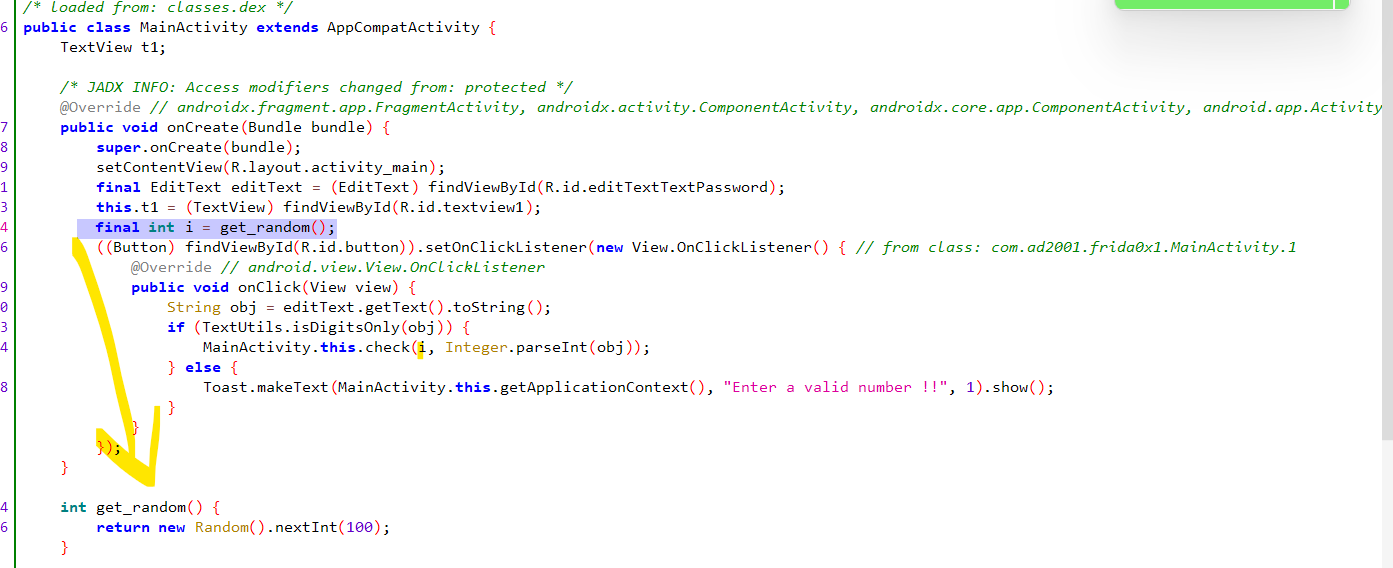 /* loaded from: classes.dex */
6 public class MainActivity extends AppCompatActivity {
TextView t1;
/* JADX INFO: Access modifiers changed from: protected */
@Override // androidx.fragment.app.FragmentActivity, androidx.activity.ComponentActivity, androidx.core.app.ComponentActivity, android.app.Activity
7 public void onCreate(Bundle bundle) {
8 super.onCreate(bundle);
9 setContentView(R.layout.activity_main);
1 final EditText editText = (EditText) findViewById(R.id.editTextTextPassword);
3 this.t1 = (TextView) findViewById(R.id.textview1);
4 final int i = get_random();
6 ((Button) findViewById(R.id.button)).setOnClickListener(new View.OnClickListener() { // from class: com.ad2001.frida0x1.MainActivity.1
@Override // android.view.View.OnClickListener
9 public void onClick(View view) {
0 String obj = editText.getText().toString();
3 if (TextUtils.isDigitsOnly(obj)) {
4 MainActivity.this.check(i, Integer.parseInt(obj));
} else {
8 Toast.makeText(MainActivity.this.getApplicationContext(), "Enter a valid number !!", 1).show();
}
}
});
}
4 int get_random() {
6 return new Random().nextInt(100);
}